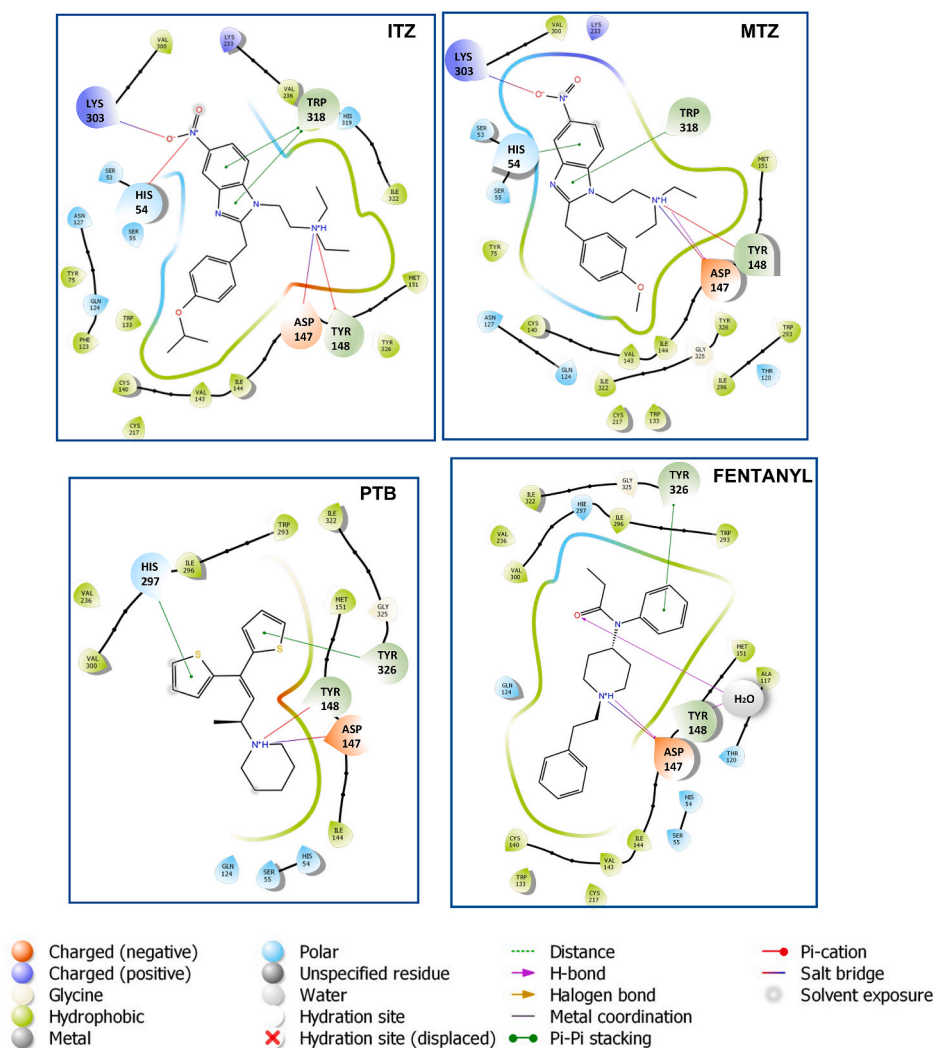 ITZ
VAL 300
LYS 233
LYS 303
VAL 236
TRP 318
HIS 319
O
O⁻
N⁺
SER 53
HIS 54
SER 55
N
N
ILE 322
ASN 127
N⁺H
TYR 75
GLN 124
O
MET 151
TRP 133
ASP 147
TYR 148
PHE 123
TYR 326
CYS 140
VAL 143
ILE 144
CYS 217
MTZ
VAL 300
LYS 233
LYS 303
O
O⁻
N⁺
TRP 318
SER 53
HIS 54
SER 55
N
N
N⁺H
MET 151
TYR 75
TYR 148
ASP 147
O
ASN 127
CYS 140
TYR 326
TRP 293
GLN 124
VAL 143
ILE 144
GLY 325
THR 120
ILE 322
ILE 296
CYS 217
TRP 133
PTB
ILE 322
TRP 293
HIS 297
ILE 296
VAL 236
MET 151
GLY 325
S
S
VAL 300
TYR 326
TYR 148
ASP 147
N⁺H
ILE 144
GLN 124
SER 55
HIS 54
FENTANYL
TYR 326
GLY 325
ILE 322
HIE 297
ILE 296
TRP 293
VAL 236
VAL 300
O
N
MET 151
ALA 117
GLN 124
N⁺H
H₂O
TYR 148
ASP 147
THR 120
HIS 54
SER 55
CYS 140
ILE 144
VAL 143
TRP 133
CYS 217
Charged (negative)
Charged (positive)
Glycine
Hydrophobic
Metal
Polar
Unspecified residue
Water
Hydration site
Hydration site (displaced)
Distance
H-bond
Halogen bond
Metal coordination
Pi-Pi stacking
Pi-cation
Salt bridge
Solvent exposure